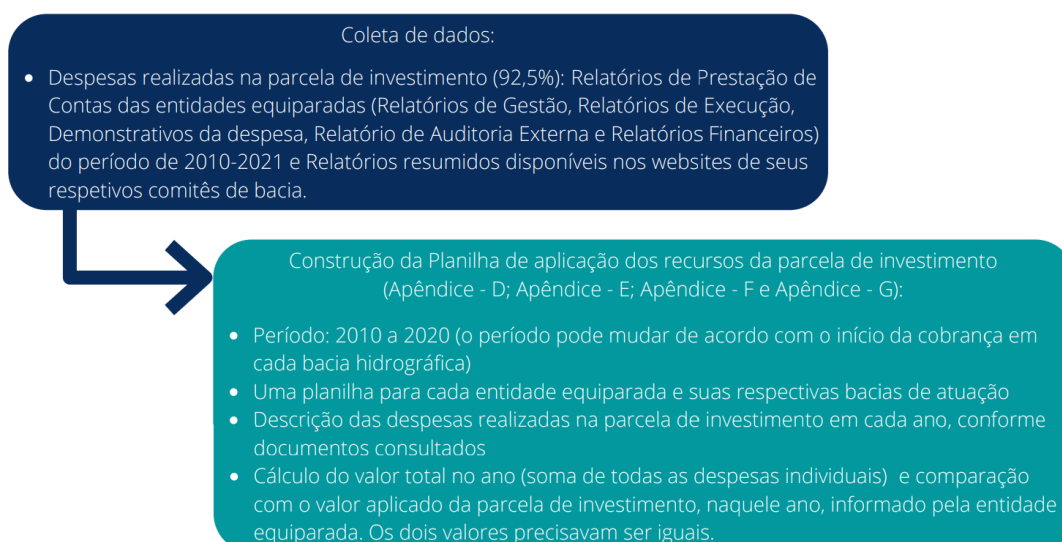 Coleta de dados:
• Despesas realizadas na parcela de investimento (92,5%): Relatórios de Prestação de
Contas das entidades equiparadas (Relatórios de Gestão, Relatórios de Execução,
Demonstrativos da despesa, Relatório de Auditoria Externa e Relatórios Financeiros)
do período de 2010-2021 e Relatórios resumidos disponíveis nos websites de seus
respetivos comitês de bacia.
Construção da Planilha de aplicação dos recursos da parcela de investimento
(Apêndice - D; Apêndice - E; Apêndice - F e Apêndice - G):
• Período: 2010 a 2020 (o período pode mudar de acordo com o início da cobrança em
cada bacia hidrográfica)
• Uma planilha para cada entidade equiparada e suas respectivas bacias de atuação
• Descrição das despesas realizadas na parcela de investimento em cada ano, conforme
documentos consultados
• Cálculo do valor total no ano (soma de todas as despesas individuais) e comparação
com o valor aplicado da parcela de investimento, naquele ano, informado pela entidade
equiparada. Os dois valores precisavam ser iguais.